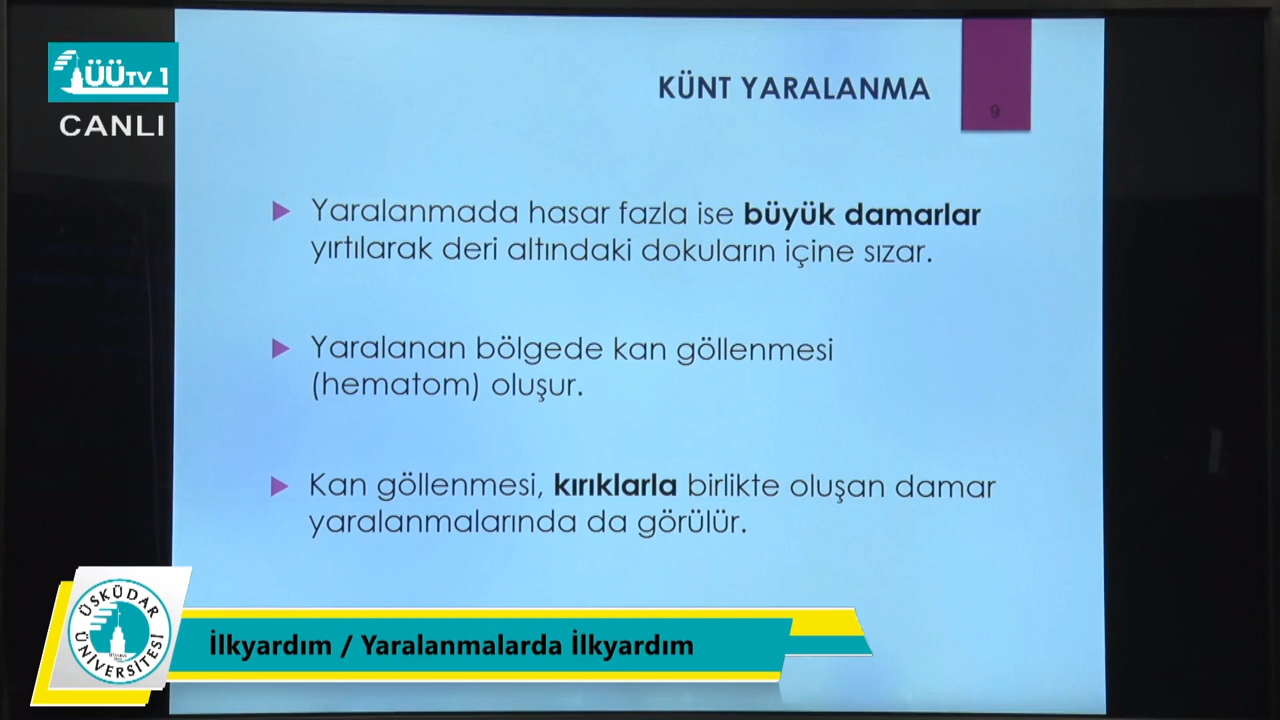 ÜÜTV 1
CANLI
KÜNT YARALANMA
9
Yaralanmada hasar fazla ise büyük damarlar
yırtılarak deri altındaki dokuların içine sızar.
Yaralanan bölgede kan göllenmesi
(hematom) oluşur.
Kan göllenmesi, kırıklarla birlikte oluşan damar
yaralanmalarında da görülür.
ÜSKÜDAR
ÜNİVERSİTESİ
İlkyardım / Yaralanmalarda İlkyardım